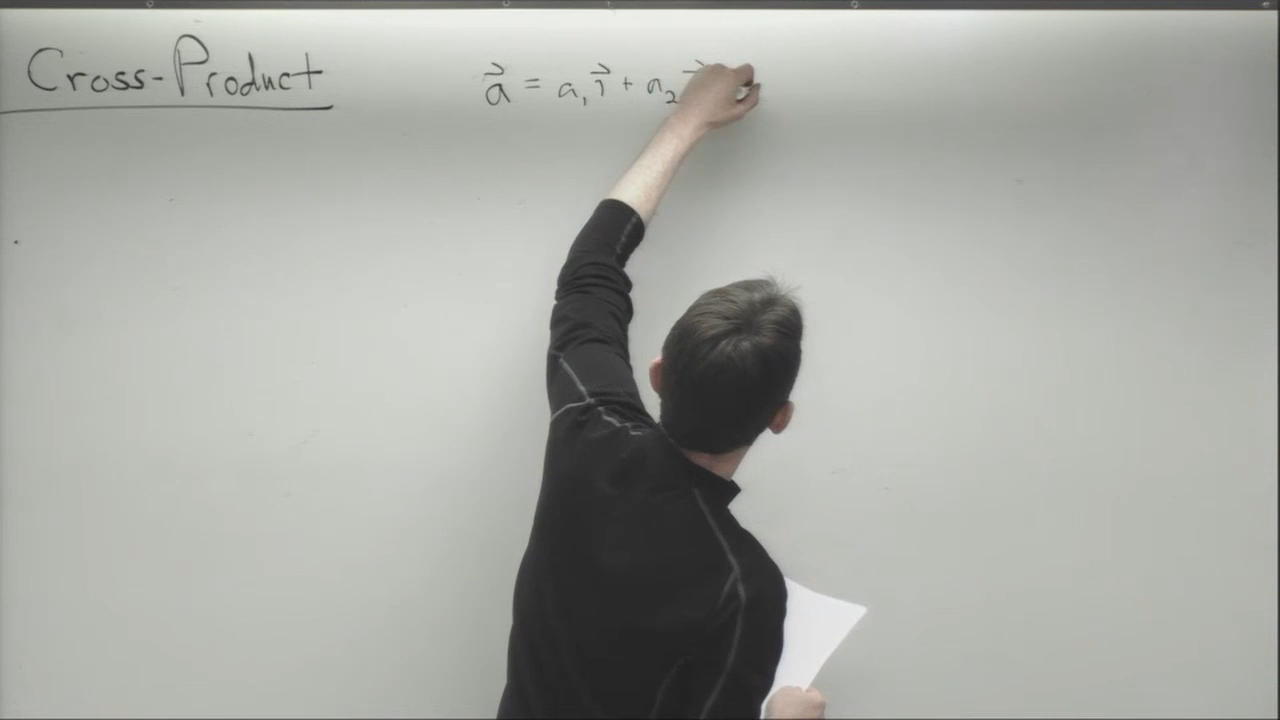 Cross-Product
a⃗ = a₁i⃗ + a₂